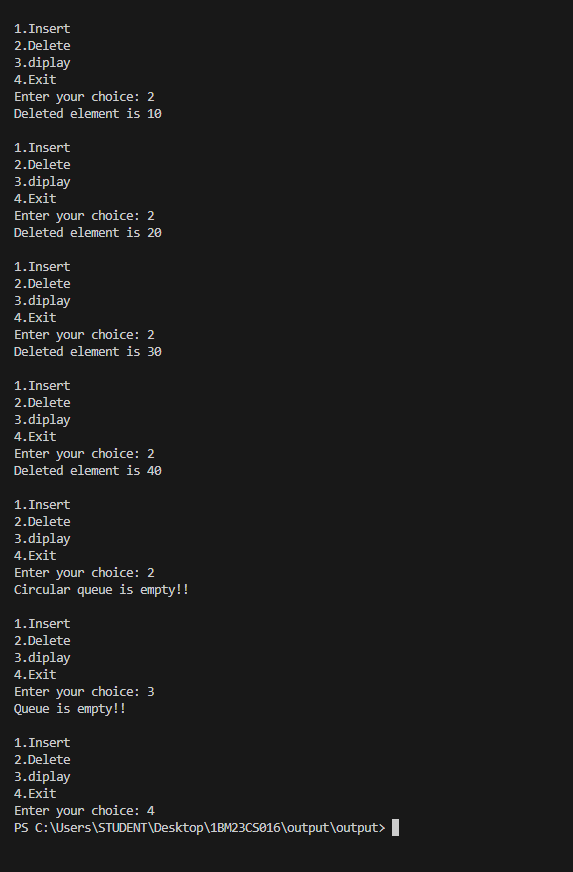 1.Insert
2.Delete
3.diplay
4.Exit
Enter your choice: 2
Deleted element is 10
1.Insert
2.Delete
3.diplay
4.Exit
Enter your choice: 2
Deleted element is 20
1.Insert
2.Delete
3.diplay
4.Exit
Enter your choice: 2
Deleted element is 30
1.Insert
2.Delete
3.diplay
4.Exit
Enter your choice: 2
Deleted element is 40
1.Insert
2.Delete
3.diplay
4.Exit
Enter your choice: 2
Circular queue is empty!!
1.Insert
2.Delete
3.diplay
4.Exit
Enter your choice: 3
Queue is empty!!
1.Insert
2.Delete
3.diplay
4.Exit
Enter your choice: 4
PS C:\Users\STUDENT\Desktop\1BM23CS016\output\output>